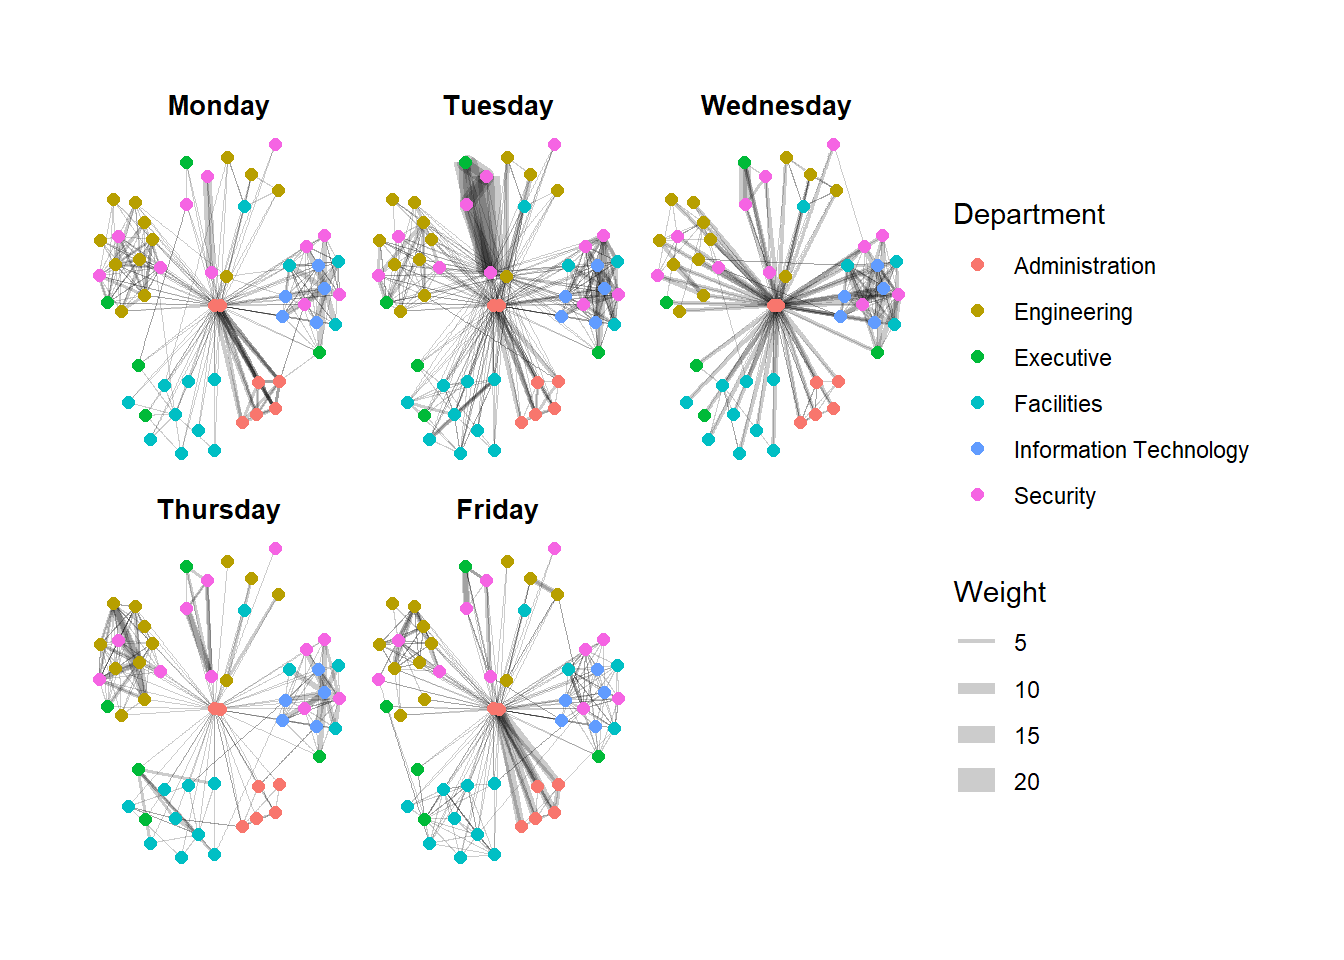 Monday
Tuesday
Wednesday
Thursday
Friday
Department
Administration
Engineering
Executive
Facilities
Information Technology
Security
Weight
5
10
15
20